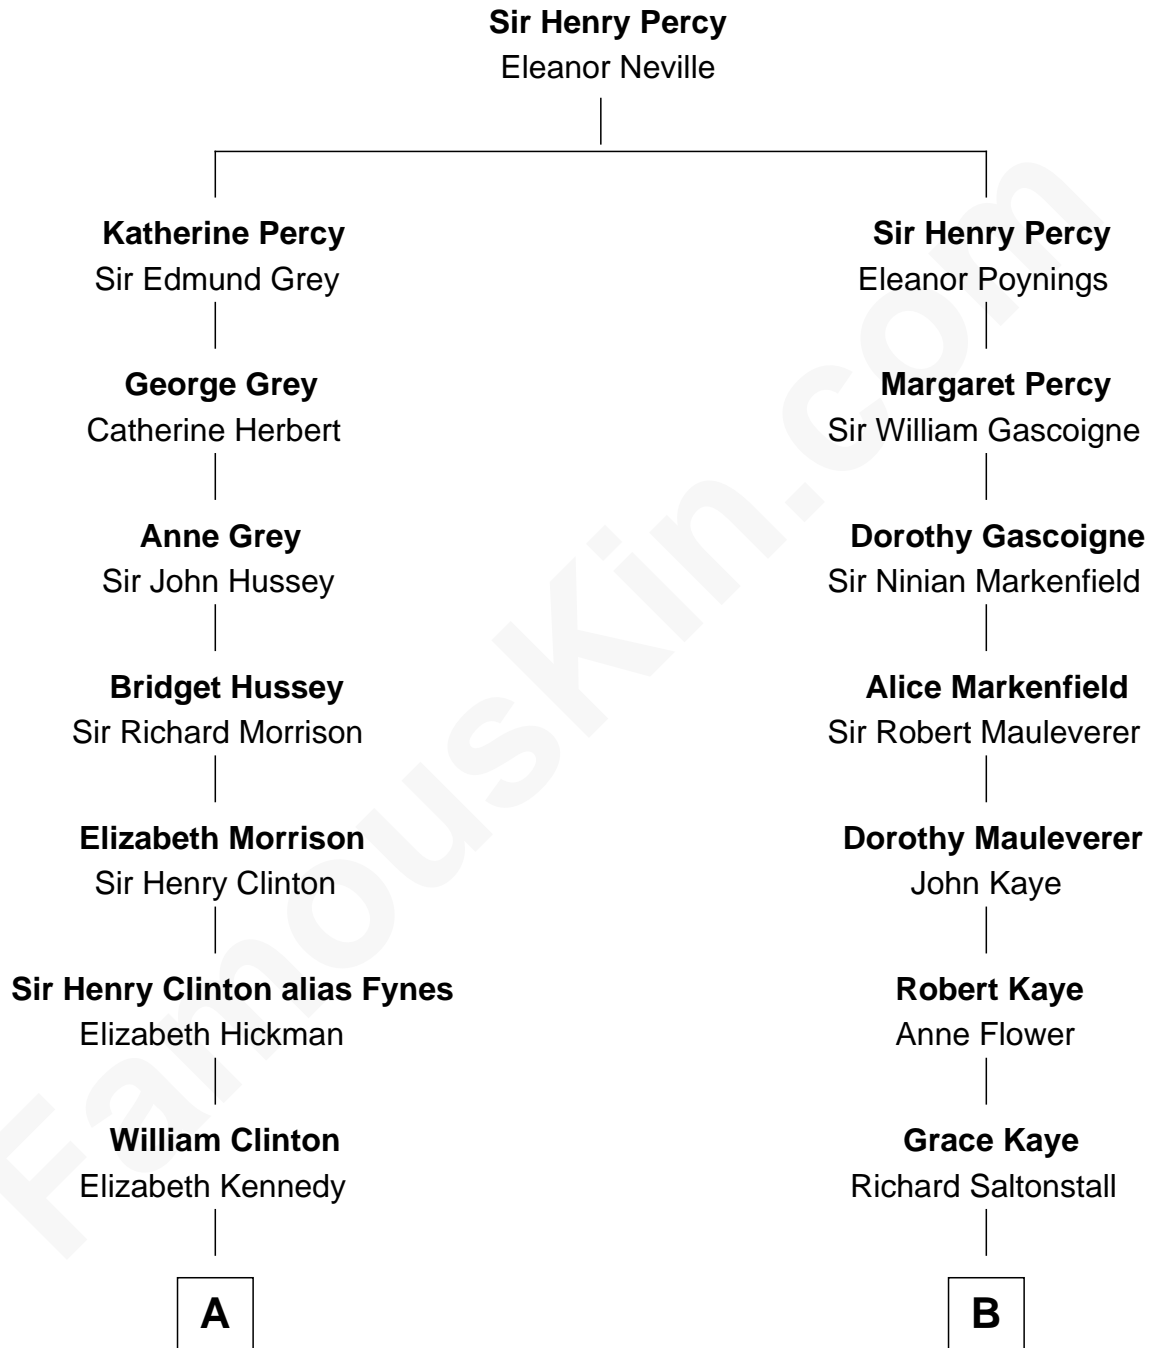 Sir Henry Percy
Eleanor Neville
Katherine Percy
Sir Edmund Grey
Sir Henry Percy
Eleanor Poynings
George Grey
Catherine Herbert
Margaret Percy
Sir William Gascoigne
Anne Grey
Sir John Hussey
Dorothy Gascoigne
Sir Ninian Markenfield
Bridget Hussey
Sir Richard Morrison
Alice Markenfield
Sir Robert Mauleverer
Elizabeth Morrison
Sir Henry Clinton
Dorothy Mauleverer
John Kaye
Sir Henry Clinton alias Fynes
Elizabeth Hickman
Robert Kaye
Anne Flower
William Clinton
Elizabeth Kennedy
Grace Kaye
Richard Saltonstall
A
B
FamousKin.com